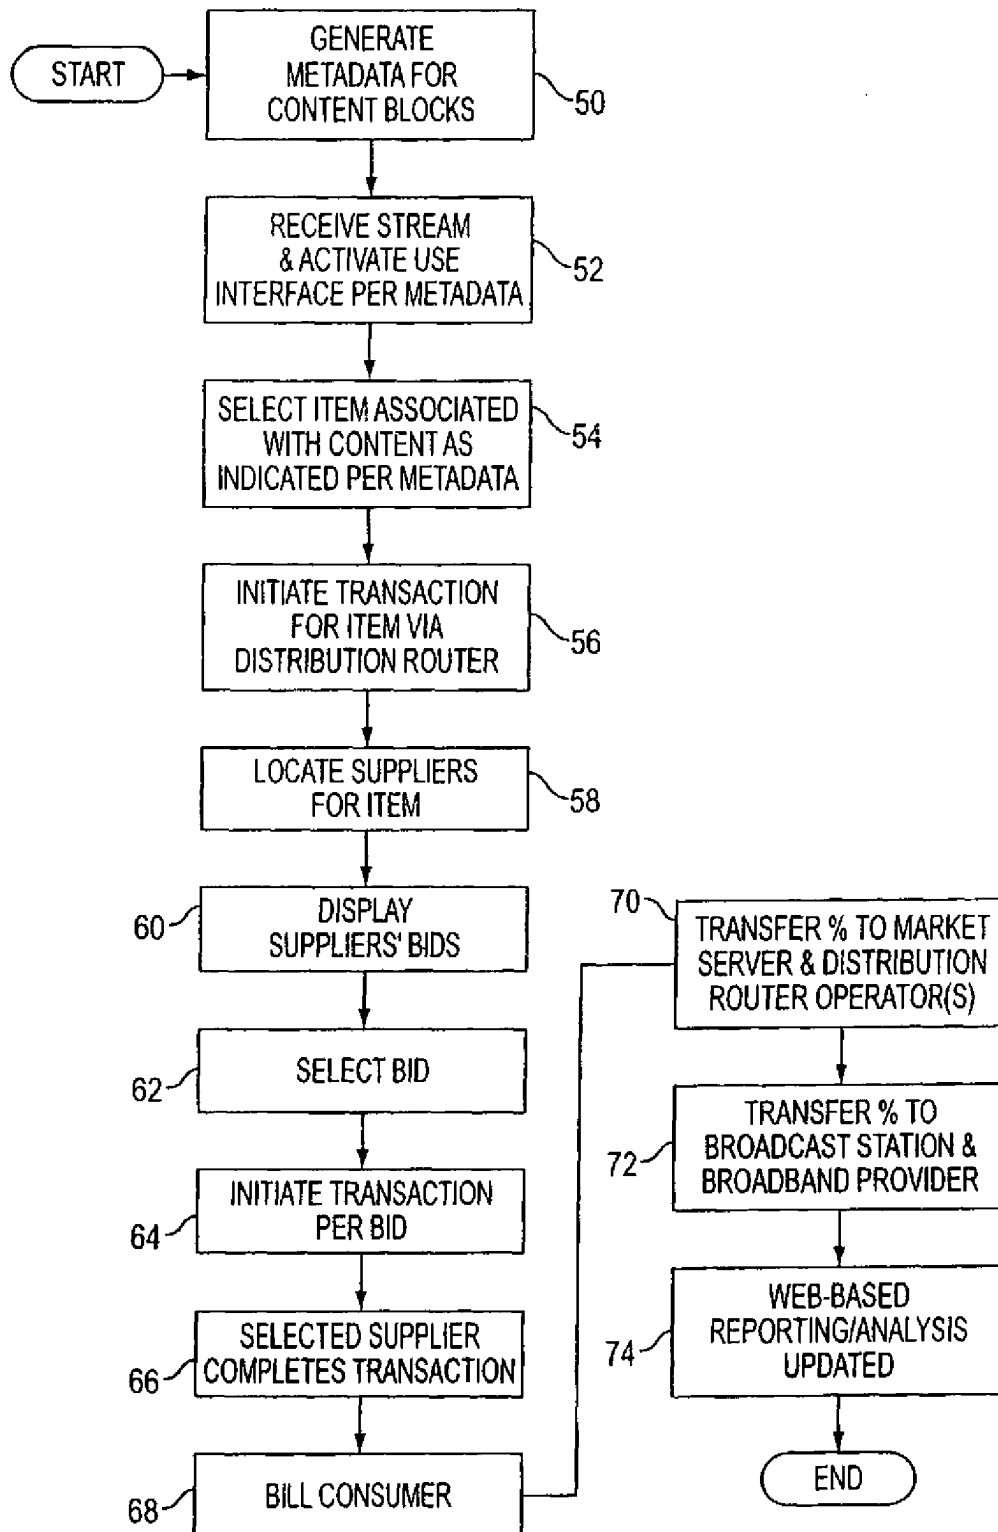 START
GENERATE
METADATA FOR
CONTENT BLOCKS
50
RECEIVE STREAM
& ACTIVATE USE
INTERFACE PER METADATA
52
SELECT ITEM ASSOCIATED
WITH CONTENT AS
INDICATED PER METADATA
54
INITIATE TRANSACTION
FOR ITEM VIA
DISTRIBUTION ROUTER
56
LOCATE SUPPLIERS
FOR ITEM
58
60
DISPLAY
SUPPLIERS' BIDS
62
SELECT BID
64
INITIATE TRANSACTION
PER BID
66
SELECTED SUPPLIER
COMPLETES TRANSACTION
68
BILL CONSUMER
70
TRANSFER % TO MARKET
SERVER & DISTRIBUTION
ROUTER OPERATOR(S)
72
TRANSFER % TO
BROADCAST STATION &
BROADBAND PROVIDER
74
WEB-BASED
REPORTING/ANALYSIS
UPDATED
END